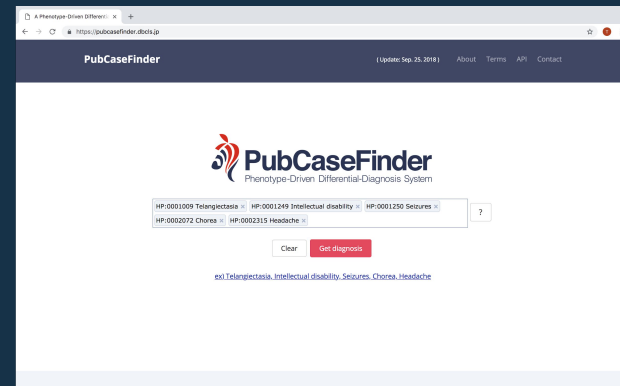 A Phenotype-Driven Differenti
https://pubcasefinder.dbcls.jp
PubCaseFinder
( Update: Sep. 25. 2018 ) About Terms API Contact
PubCaseFinder
Phenotype-Driven Differential-Diagnosis System
HP:0001009 Telangiectasia × HP:0001249 Intellectual disability × HP:0001250 Seizures ×
HP:0002072 Chorea × HP:0002315 Headache ×
?
Clear Get diagnosis
ex) Telangiectasia, Intellectual disability, Seizures, Chorea, Headache